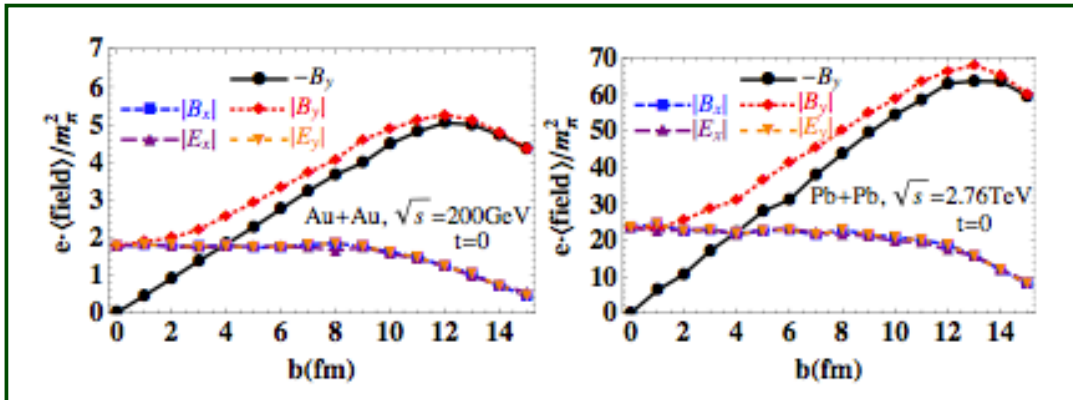 7
6
5
4
3
2
1
0
e·⟨field⟩/m²π
−By
|Bx| |By|
|Ex| |Ey|
Au+Au, √s =200GeV
t=0
0 2 4 6 8 10 12 14
b(fm)
70
60
50
40
30
20
10
0
e·⟨field⟩/m²π
−By
|Bx| |By|
|Ex| |Ey|
Pb+Pb, √s =2.76TeV
t=0
0 2 4 6 8 10 12 14
b(fm)